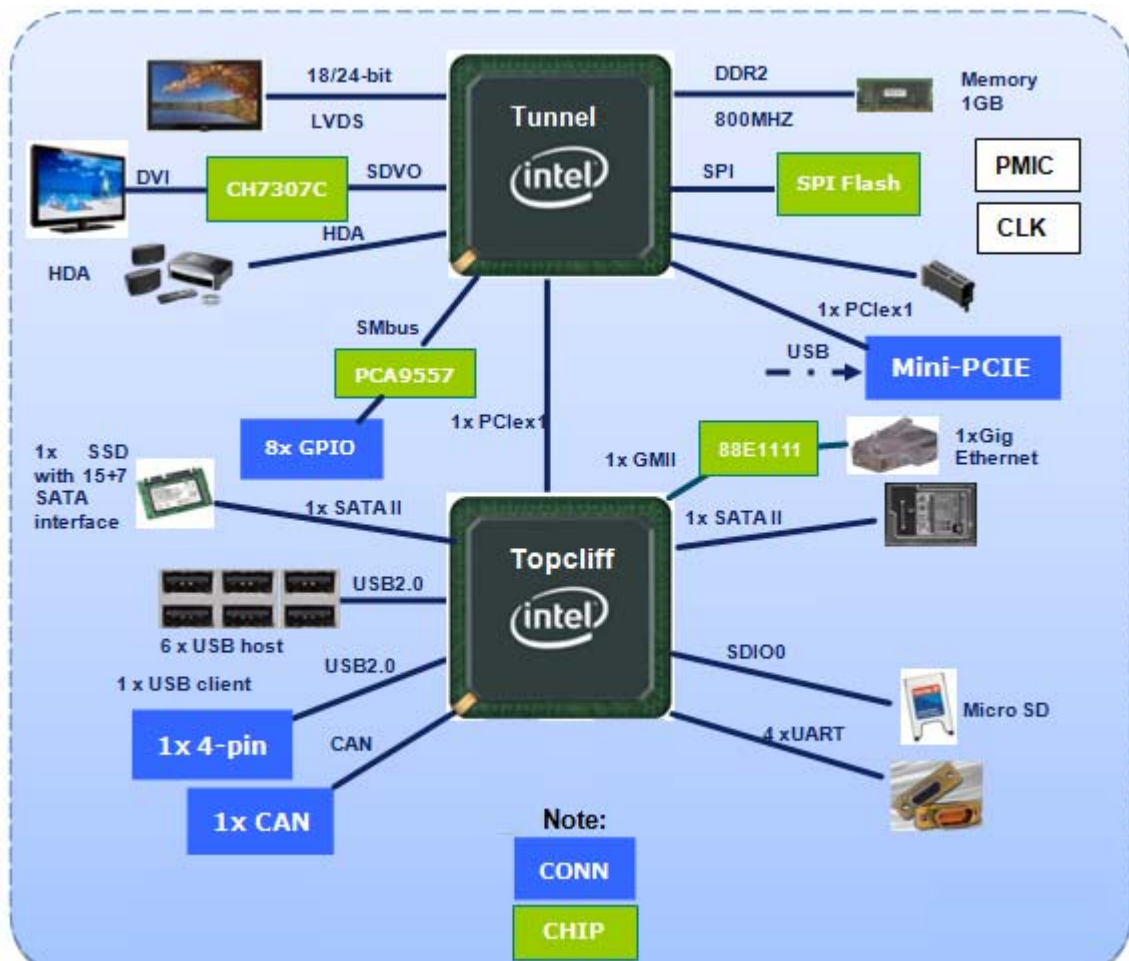 18/24-bit
LVDS
Tunnel
intel
DDR2
800MHZ
Memory
1GB
DVI
CH7307C
SDVO
SPI
SPI Flash
PMIC
CLK
HDA
HDA
SMbus
PCA9557
8x GPIO
1x PCIex1
1x PCIex1
USB
Mini-PCIE
1x SSD
with 15+7
SATA
interface
1x SATA II
1x GMII
88E1111
1xGig
Ethernet
1x SATA II
Topcliff
intel
USB2.0
6 x USB host
USB2.0
1 x USB client
1x 4-pin
CAN
1x CAN
SDIO0
Micro SD
4 xUART
Note:
CONN
CHIP